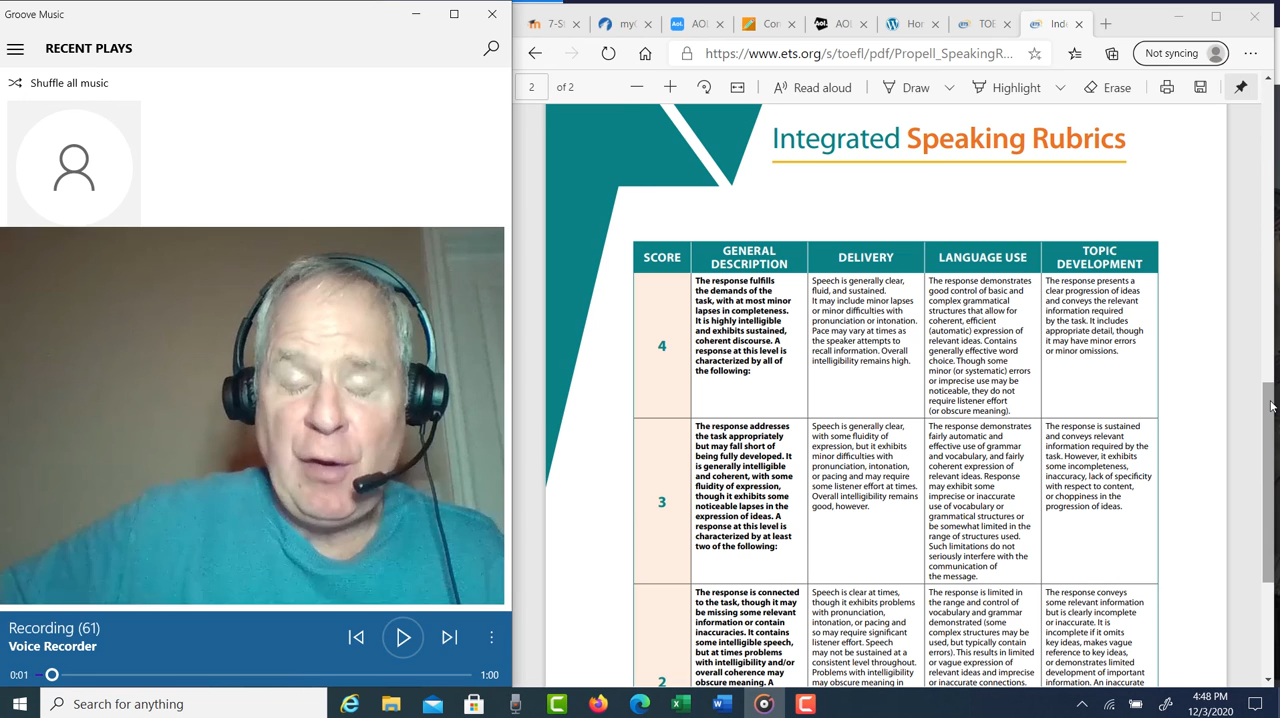 Groove Music
RECENT PLAYS
Shuffle all music
Recording (61)
Voice Recorder
0:01
1:00
7-St
myC
AOL
Con
AOL
Hon
TOE
Inde
https://www.ets.org/s/toefl/pdf/Propell_SpeakingR...
Not syncing
2
of 2
Read aloud
Draw
Highlight
Erase
Integrated Speaking Rubrics
SCORE
GENERAL
DESCRIPTION
DELIVERY
LANGUAGE USE
TOPIC
DEVELOPMENT
4
The response fulfills
the demands of the
task, with at most minor
lapses in completeness.
It is highly intelligible
and exhibits sustained,
coherent discourse. A
response at this level is
characterized by all of
the following:
Speech is generally clear,
fluid, and sustained.
It may include minor lapses
or minor difficulties with
pronunciation or intonation.
Pace may vary at times as
the speaker attempts to
recall information. Overall
intelligibility remains high.
The response demonstrates
good control of basic and
complex grammatical
structures that allow for
coherent, efficient
(automatic) expression of
relevant ideas. Contains
generally effective word
choice. Though some
minor (or systematic) errors
or imprecise use may be
noticeable, they do not
require listener effort
(or obscure meaning).
The response presents a
clear progression of ideas
and conveys the relevant
information required
by the task. It includes
appropriate detail, though
it may have minor errors
or minor omissions.
3
The response addresses
the task appropriately
but may fall short of
being fully developed. It
is generally intelligible
and coherent, with some
fluidity of expression,
though it exhibits some
noticeable lapses in the
expression of ideas. A
response at this level is
characterized by at least
two of the following:
Speech is generally clear,
with some fluidity of
expression, but it exhibits
minor difficulties with
pronunciation, intonation,
or pacing and may require
some listener effort at times.
Overall intelligibility remains
good, however.
The response demonstrates
fairly automatic and
effective use of grammar
and vocabulary, and fairly
coherent expression of
relevant ideas. Response
may exhibit some
imprecise or inaccurate
use of vocabulary or
grammatical structures or
be somewhat limited in the
range of structures used.
Such limitations do not
seriously interfere with the
communication of
the message.
The response is sustained
and conveys relevant
information required by the
task. However, it exhibits
some incompleteness,
inaccuracy, lack of specificity
with respect to content,
or choppiness in the
progression of ideas.
2
The response is connected
to the task, though it may
be missing some relevant
information or contain
inaccuracies. It contains
some intelligible speech,
but at times problems
with intelligibility and/or
overall coherence may
obscure meaning. A
Speech is clear at times,
though it exhibits problems
with pronunciation,
intonation, or pacing and
so may require significant
listener effort. Speech
may not be sustained at a
consistent level throughout.
Problems with intelligibility
may obscure meaning in
The response is limited in
the range and control of
vocabulary and grammar
demonstrated (some
complex structures may be
used, but typically contain
errors). This results in limited
or vague expression of
relevant ideas and imprecise
or inaccurate connections.
The response conveys
some relevant information
but is clearly incomplete
or inaccurate. It is
incomplete if it omits
key ideas, makes vague
reference to key ideas,
or demonstrates limited
development of important
information. An inaccurate
Type here to search
Search for anything
4:48 PM
12/3/2020